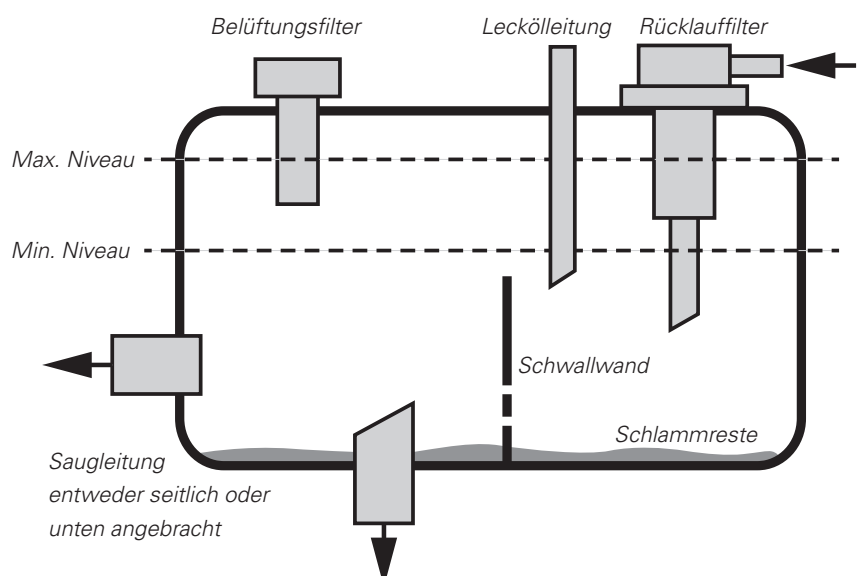 Belüftungsfilter
Leckölleitung
Rücklauffilter
Max. Niveau
Min. Niveau
Schwallwand
Schlammreste
Saugleitung
entweder seitlich oder
unten angebracht